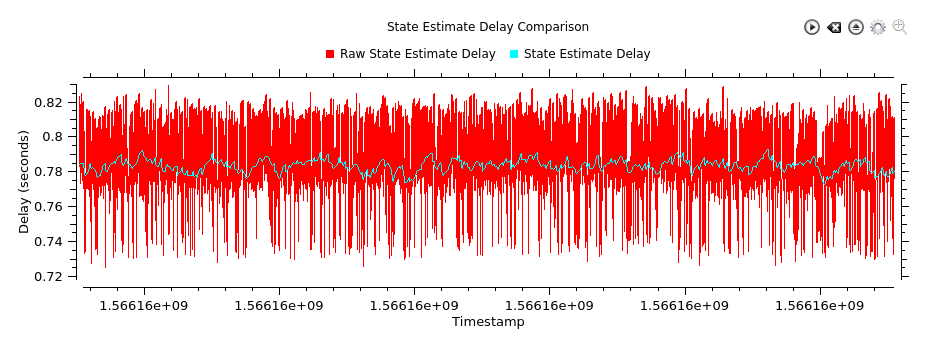 State Estimate Delay Comparison
Raw State Estimate Delay State Estimate Delay
0.82
0.8
0.78
0.76
0.74
0.72
Delay (seconds)
1.56616e+09 1.56616e+09 1.56616e+09 1.56616e+09 1.56616e+09 1.56616e+09
Timestamp